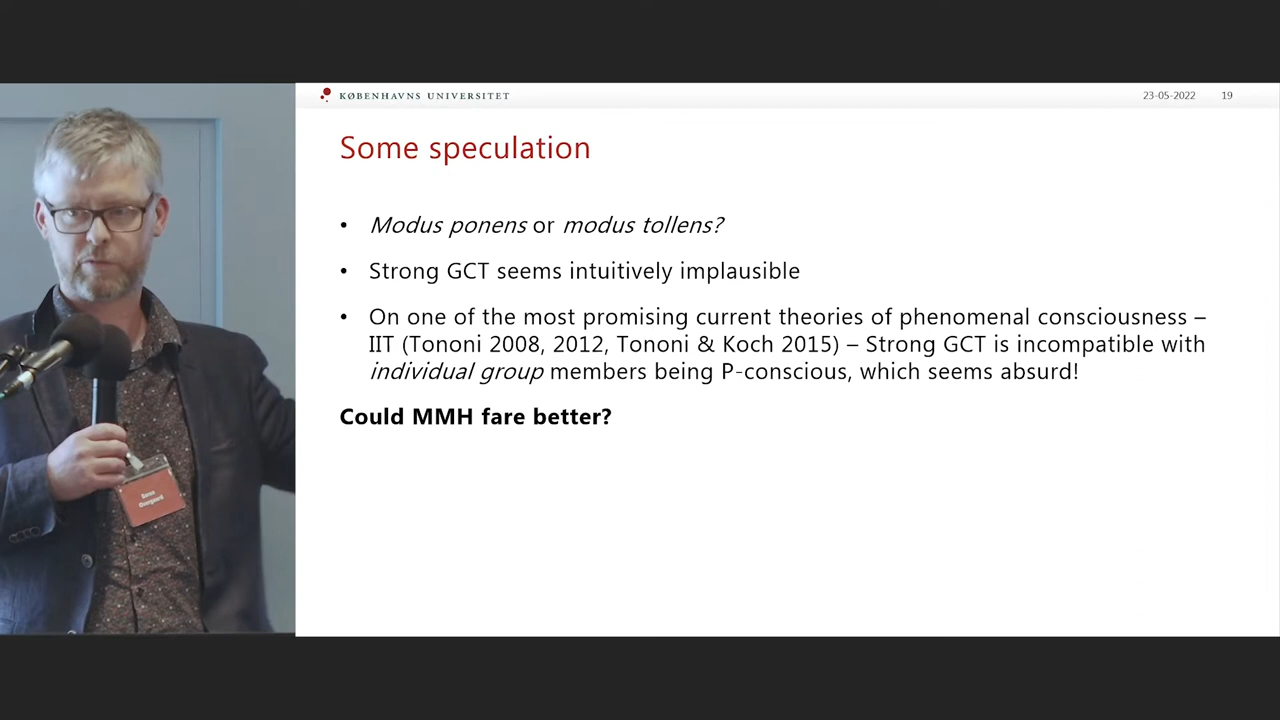 KØBENHAVNS UNIVERSITET
23-05-2022 19
Some speculation
• Modus ponens or modus tollens?
• Strong GCT seems intuitively implausible
• On one of the most promising current theories of phenomenal consciousness –
IIT (Tononi 2008, 2012, Tononi & Koch 2015) – Strong GCT is incompatible with
individual group members being P-conscious, which seems absurd!
Could MMH fare better?
Søren
Overgaard